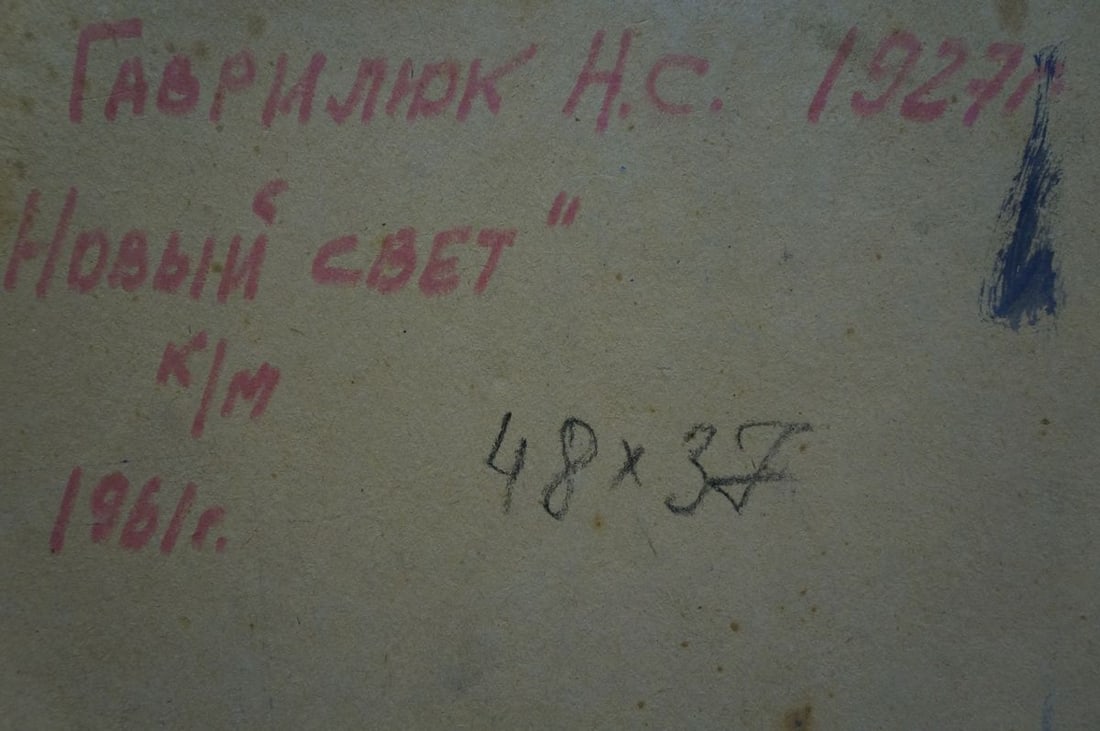 Гаврилюк Н.С. 1927г
Новый свет"
к/м
48 x 37
1961г.